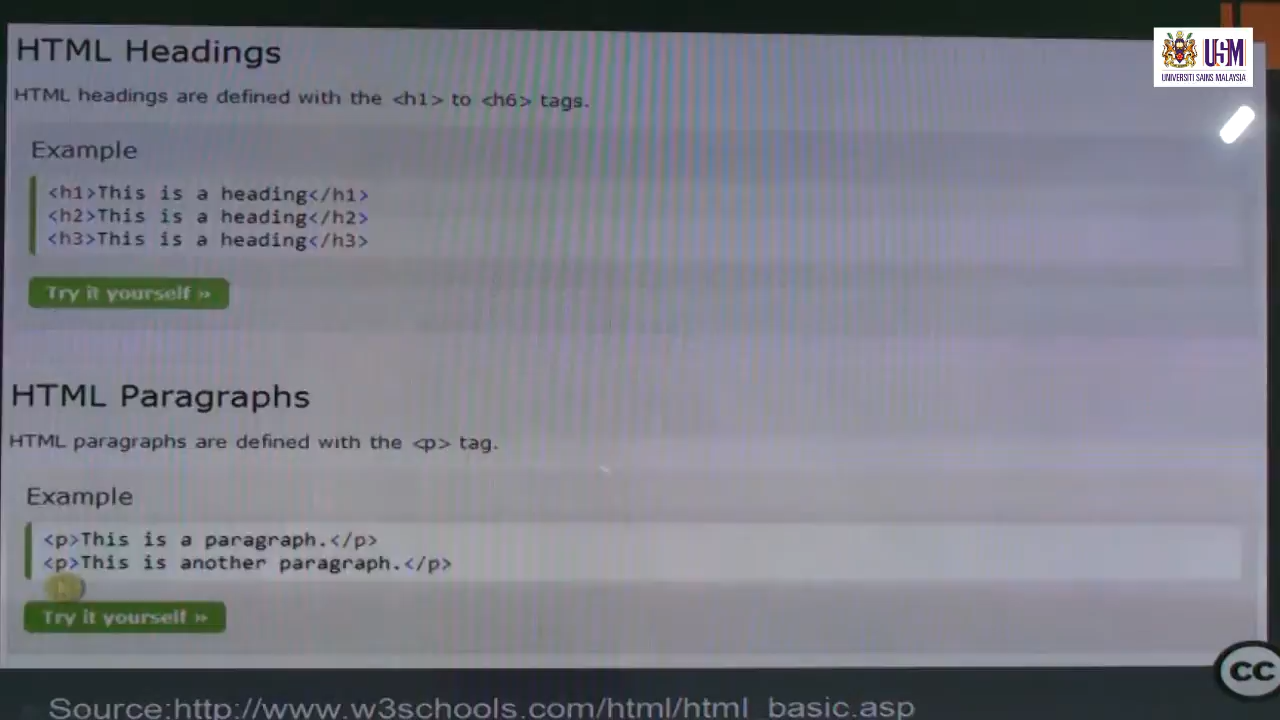 USM
UNIVERSITI SAINS MALAYSIA
HTML Headings
HTML headings are defined with the <h1> to <h6> tags.
Example
<h1>This is a heading</h1>
<h2>This is a heading</h2>
<h3>This is a heading</h3>
Try it yourself »
HTML Paragraphs
HTML paragraphs are defined with the <p> tag.
Example
<p>This is a paragraph.</p>
<p>This is another paragraph.</p>
Try it yourself »
cc
Source:http://www.w3schools.com/html/html_basic.asp